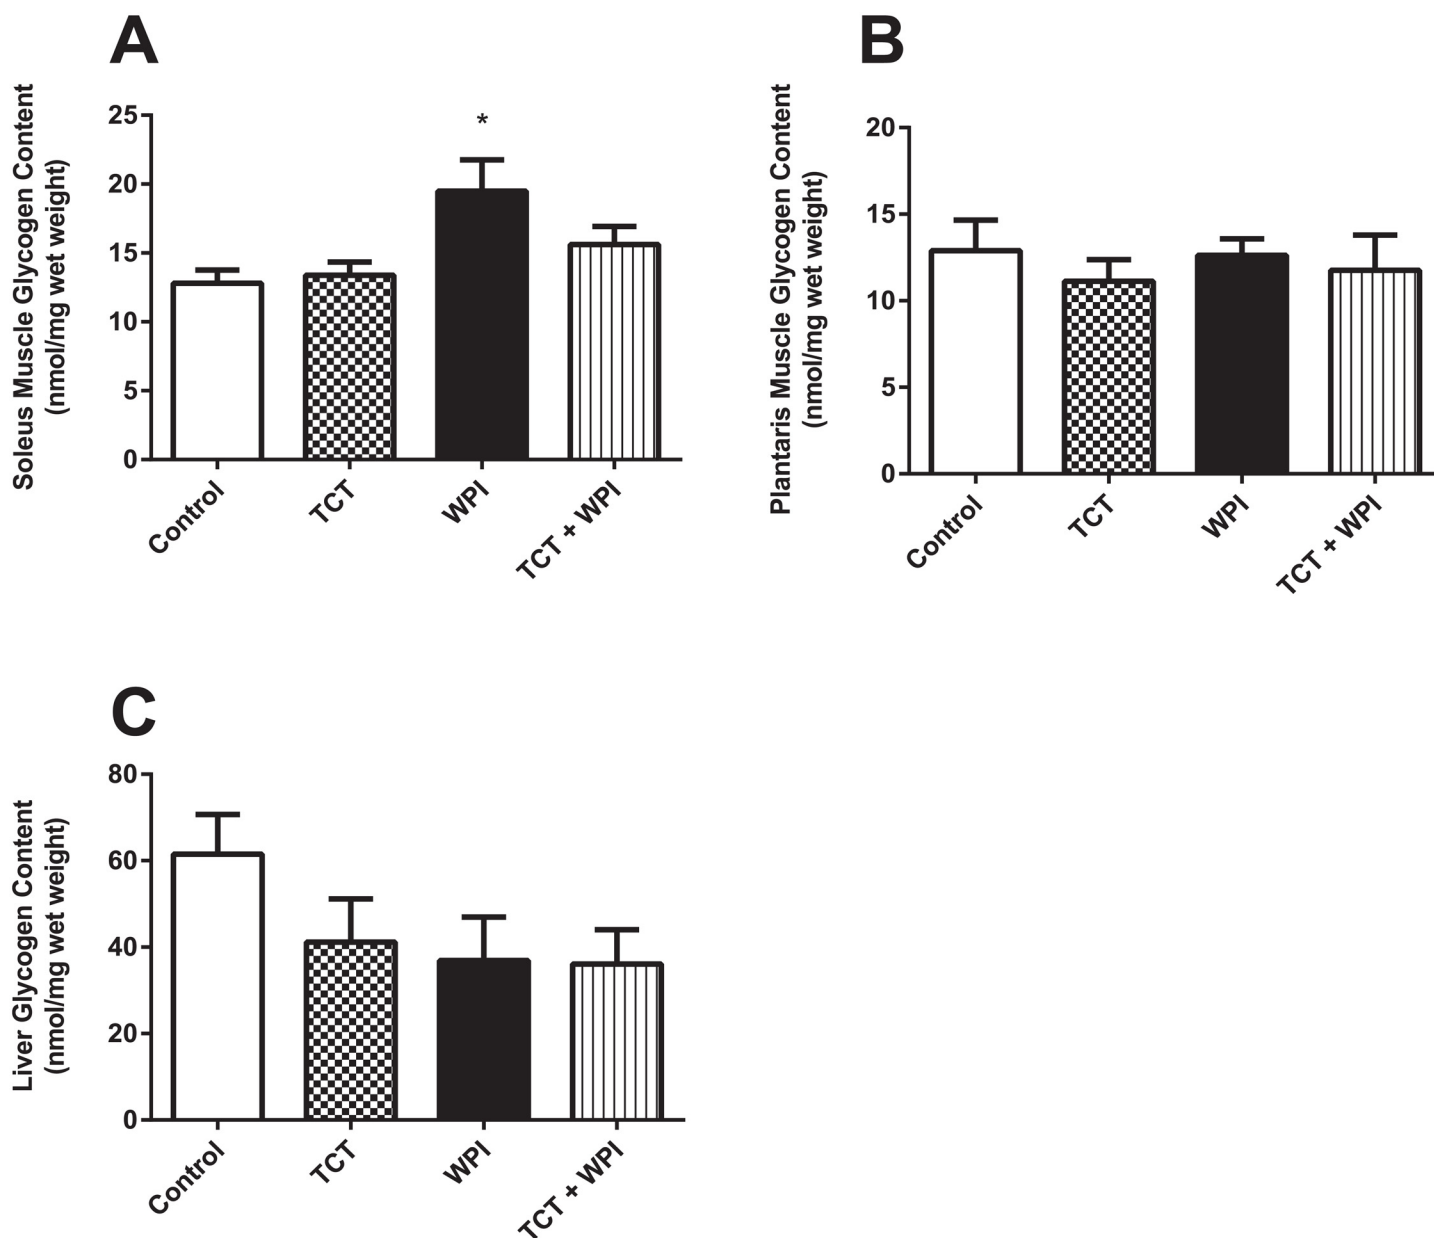 A
Soleus Muscle Glycogen Content
(nmol/mg wet weight)
25
20
15
10
5
0
*
Control
TCT
WPI
TCT + WPI
B
Plantaris Muscle Glycogen Content
(nmol/mg wet weight)
20
15
10
5
0
Control
TCT
WPI
TCT + WPI
C
Liver Glycogen Content
(nmol/mg wet weight)
80
60
40
20
0
Control
TCT
WPI
TCT + WPI